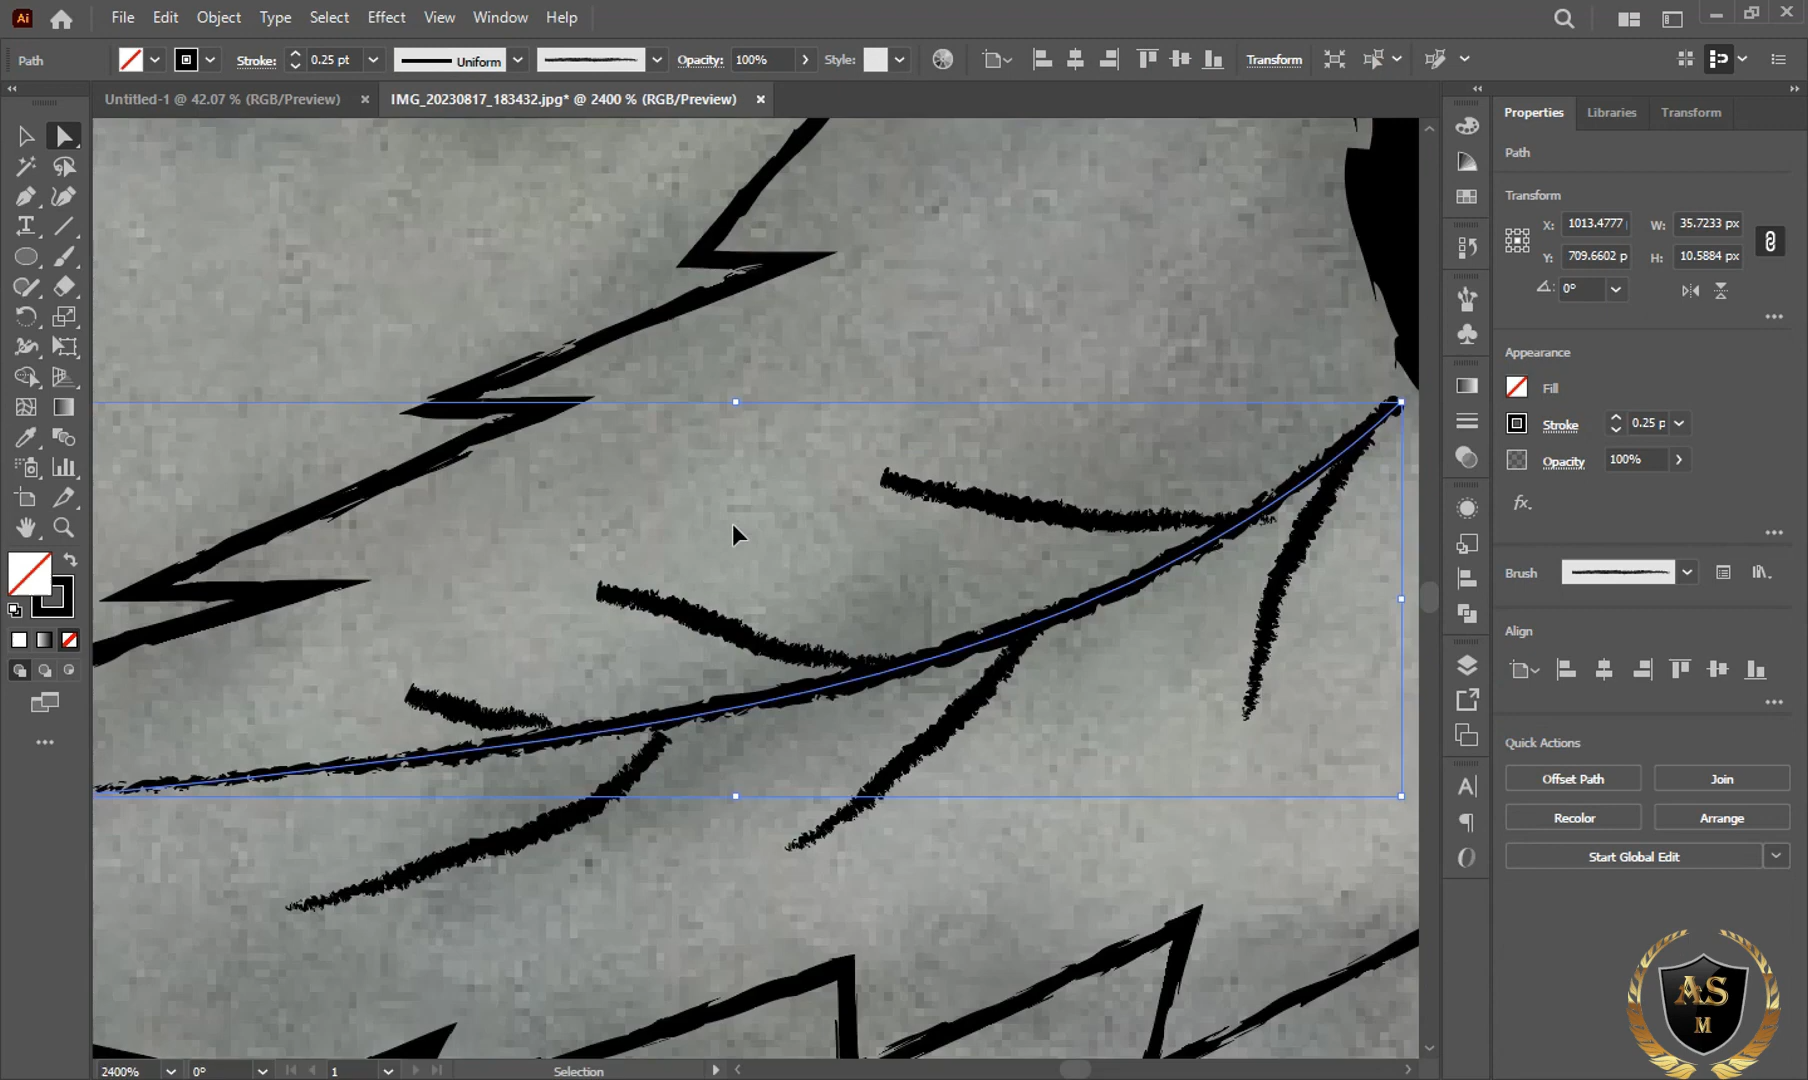 Ai File Edit Object Type Select Effect View Window Help
Path Stroke: 0.25 pt Uniform Opacity: 100% Style: Transform
Untitled-1 @ 42.07 % (RGB/Preview) IMG_20230817_183432.jpg* @ 2400 % (RGB/Preview)
Properties Libraries Transform
Path
Transform
X: 1013.4777 W: 35.7233 px
Y: 709.6602 p H: 10.5884 px
0°
Appearance
Fill
Stroke 0.25 p
Opacity 100%
fx.
Brush
Align
Quick Actions
Offset Path Join
Recolor Arrange
Start Global Edit
AS
M
2400% 0° 1 Selection